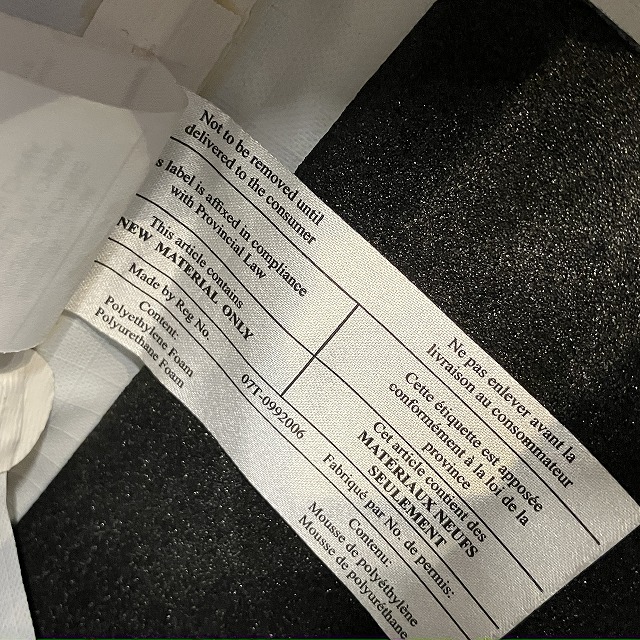 Not to be removed until
delivered to the consumer
s label is affixed in compliance
with Provincial Law
This article contains
NEW MATERIAL ONLY
Made by Reg. No.
Content
Polyethylene Foam
Polyurethane Foam
07T-0992006
Ne pas enlever avant la
livraison au consommateur
Cette étiquette est apposée
conformément à la loi de la
province
Cet article contient des
MATERIAUX NEUFS
SEULEMENT
Fabriqué par No. de permis:
Contenu:
Mousse de polyéthylène
Mousse de polyuréthane